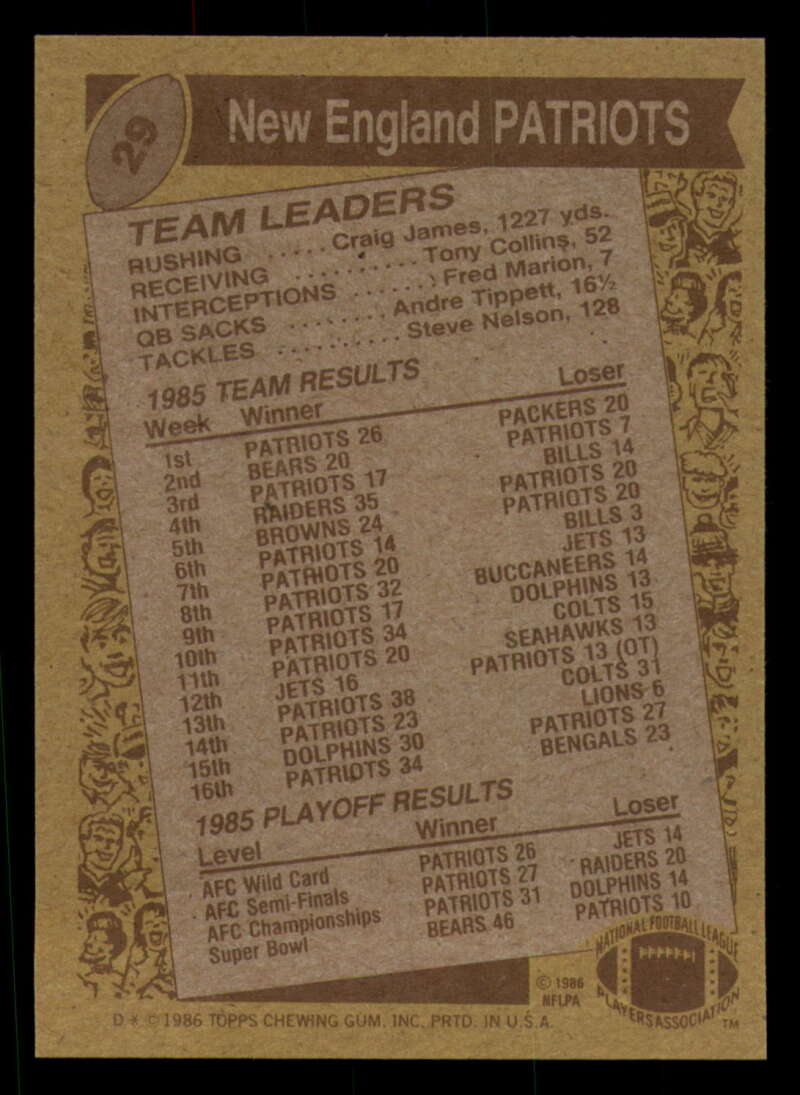 29
New England PATRIOTS
TEAM LEADERS
RUSHING ..... Craig James, 1227 yds.
RECEIVING .......... Tony Collins, 52
INTERCEPTIONS ...... Fred Marion, 7
QB SACKS ........ Andre Tippett, 16½
TACKLES .......... Steve Nelson, 128
1985 TEAM RESULTS
Week Winner Loser
1st PATRIOTS 26 PACKERS 20
2nd BEARS 20 PATRIOTS 7
3rd PATRIOTS 17 BILLS 14
4th RAIDERS 35 PATRIOTS 20
5th BROWNS 24 PATRIOTS 20
6th PATRIOTS 14 BILLS 3
7th PATRIOTS 20 JETS 13
8th PATRIOTS 32 BUCCANEERS 14
9th PATRIOTS 17 DOLPHINS 13
10th PATRIOTS 34 COLTS 15
11th PATRIOTS 20 SEAHAWKS 13
12th JETS 16 PATRIOTS 13 (OT)
13th PATRIOTS 38 COLTS 31
14th PATRIOTS 23 LIONS 6
15th DOLPHINS 30 PATRIOTS 27
16th PATRIOTS 34 BENGALS 23
1985 PLAYOFF RESULTS
Level Winner Loser
AFC Wild Card PATRIOTS 26 JETS 14
AFC Semi-Finals PATRIOTS 27 RAIDERS 20
AFC Championships PATRIOTS 31 DOLPHINS 14
Super Bowl BEARS 46 PATRIOTS 10
NATIONAL FOOTBALL LEAGUE
PLAYERS ASSOCIATION
TM
© 1986
NFLPA
D * © 1986 TOPPS CHEWING GUM, INC. PRTD. IN U.S.A.